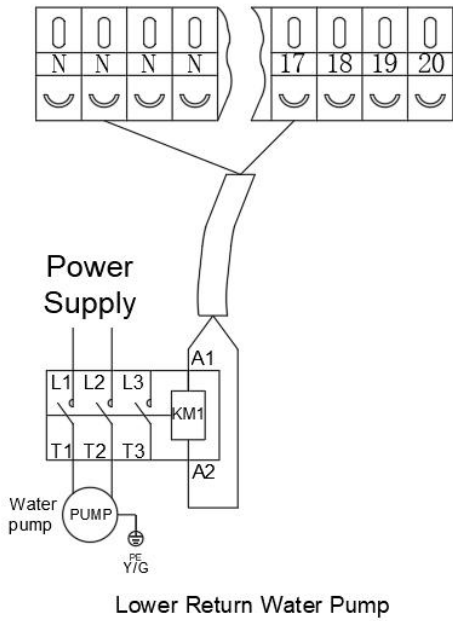 N N N N 17 18 19 20
Power
Supply
A1
L1 L2 L3
KM1
T1 T2 T3
A2
Water
pump
PUMP
PE
Y/G
Lower Return Water Pump